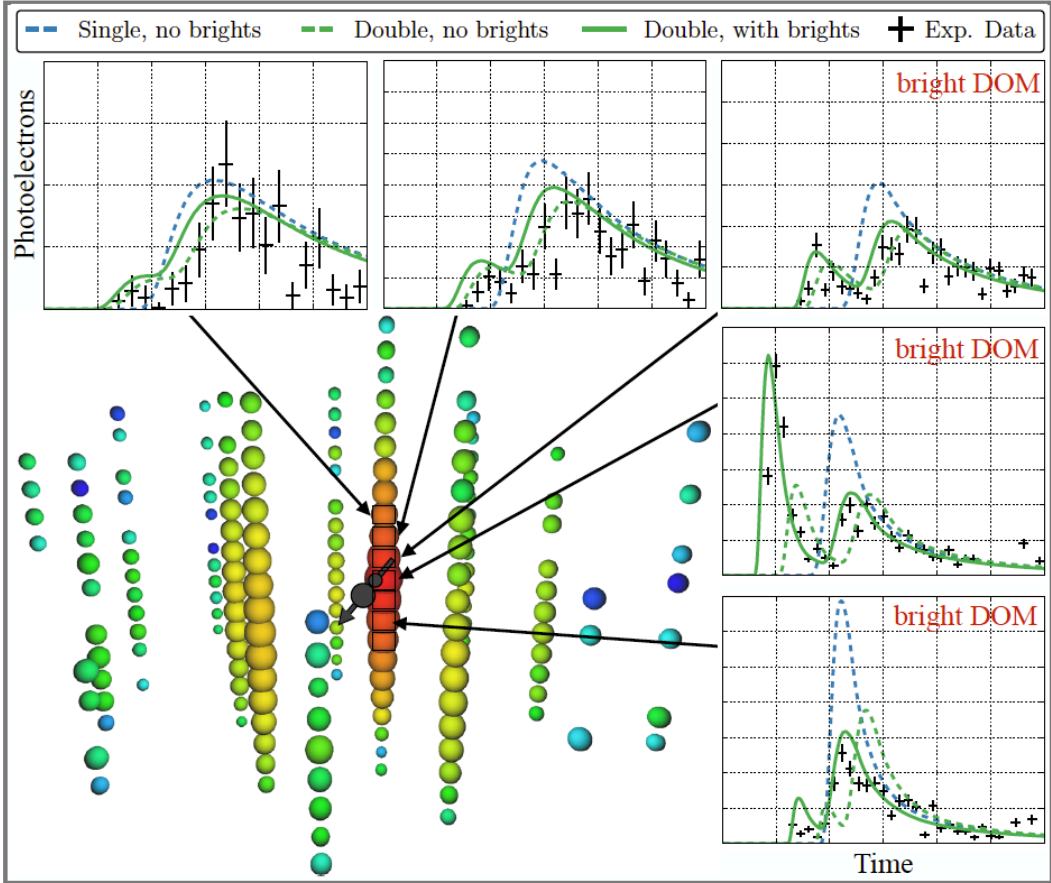 Single, no brights Double, no brights Double, with brights Exp. Data
Photoelectrons
bright DOM
bright DOM
bright DOM
Time